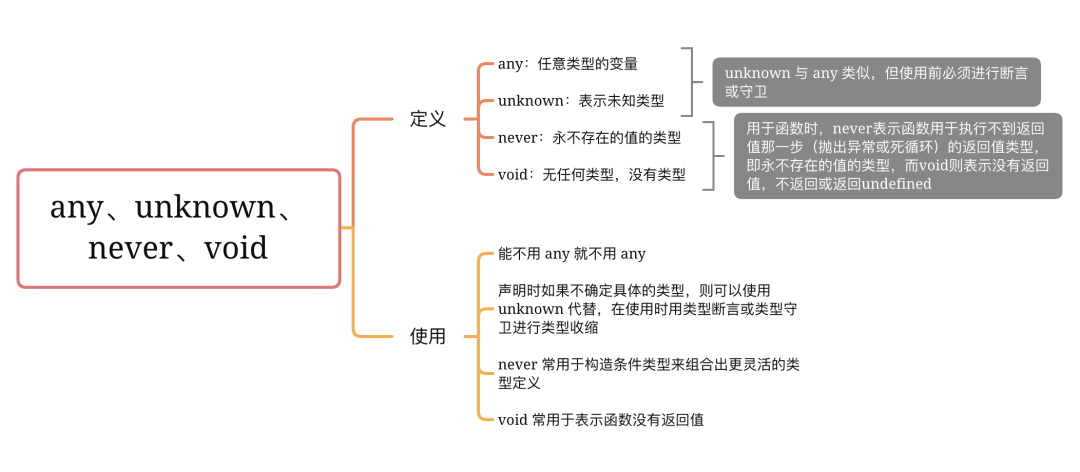 any、unknown、
never、void
定义
any：任意类型的变量
unknown：表示未知类型
never：永不存在的值的类型
void：无任何类型，没有类型
unknown 与 any 类似，但使用前必须进行断言
或守卫
用于函数时，never表示函数用于执行不到返回
值那一步（抛出异常或死循环）的返回值类型，
即永不存在的值的类型，而void则表示没有返回
值，不返回或返回undefined
使用
能不用 any 就不用 any
声明时如果不确定具体的类型，则可以使用
unknown 代替，在使用时用类型断言或类型守
卫进行类型收缩
never 常用于构造条件类型来组合出更灵活的类
型定义
void 常用于表示函数没有返回值